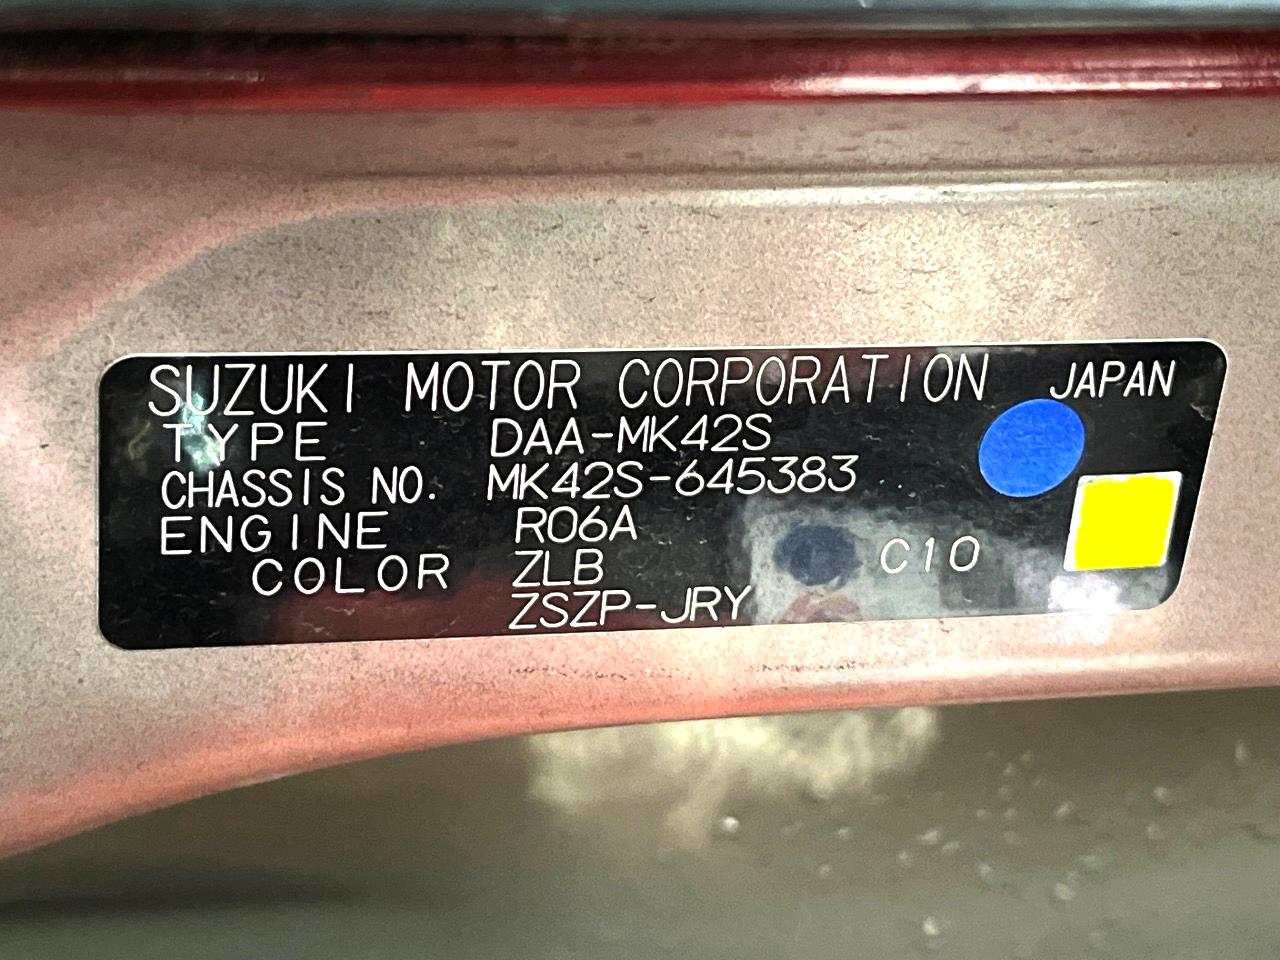 SUZUKI MOTOR CORPORATION JAPAN
TYPE DAA-MK42S
CHASSIS NO. MK42S-645383
ENGINE R06A
COLOR ZLB C10
ZSZP-JRY